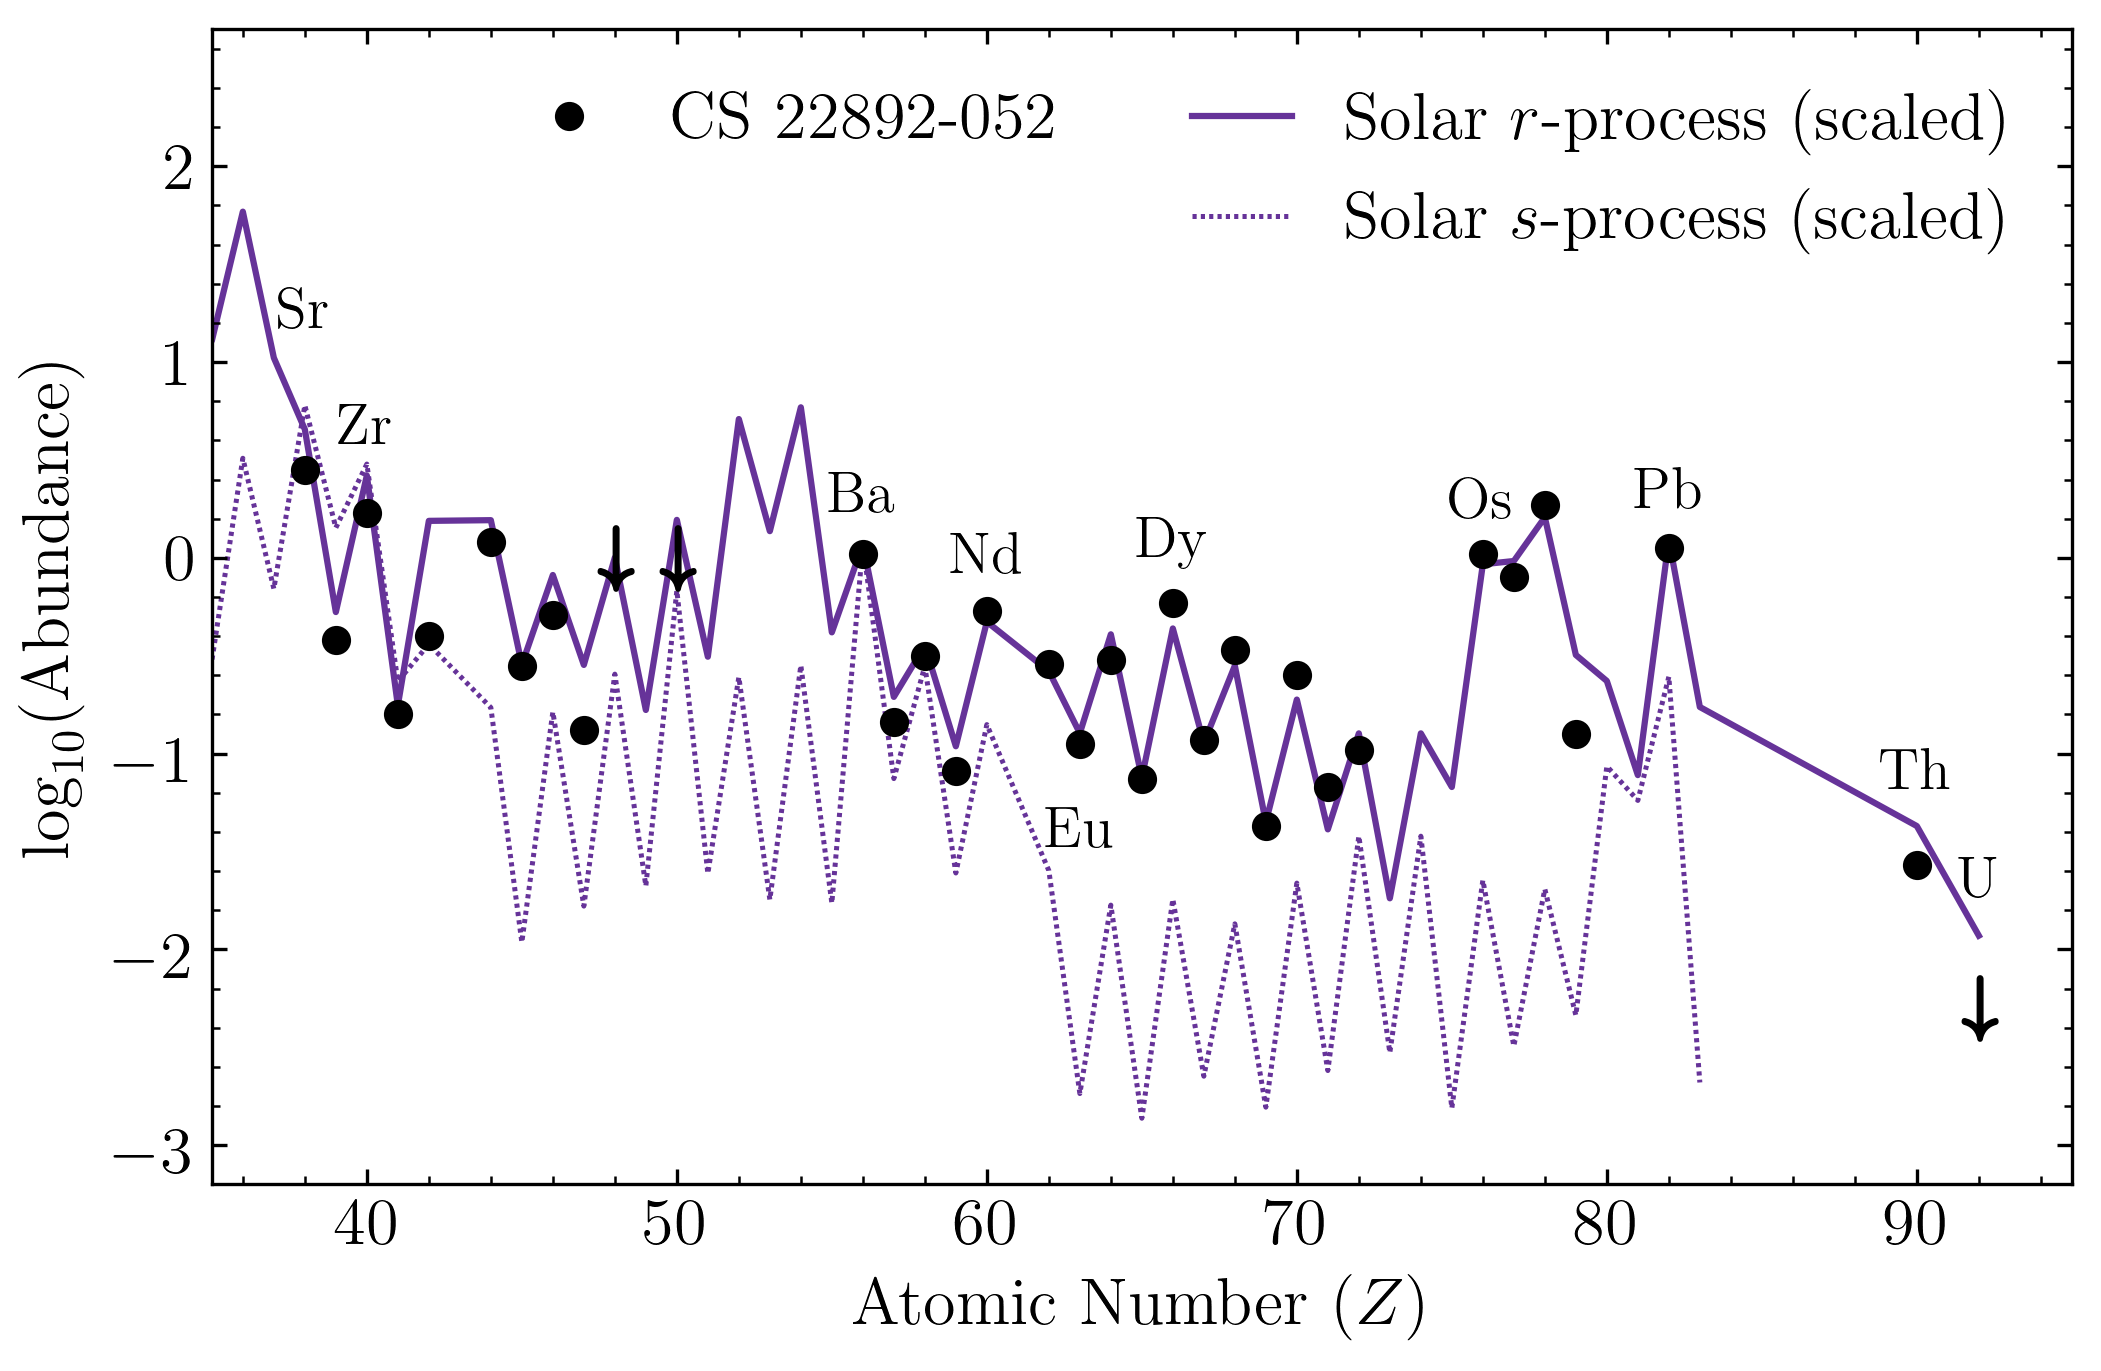 CS 22892-052
Solar r-process (scaled)
Solar s-process (scaled)
2
1
0
−1
−2
−3
log₁₀(Abundance)
Sr
Zr
Ba
Nd
Eu
Dy
Os
Pb
Th
U
40 50 60 70 80 90
Atomic Number (Z)